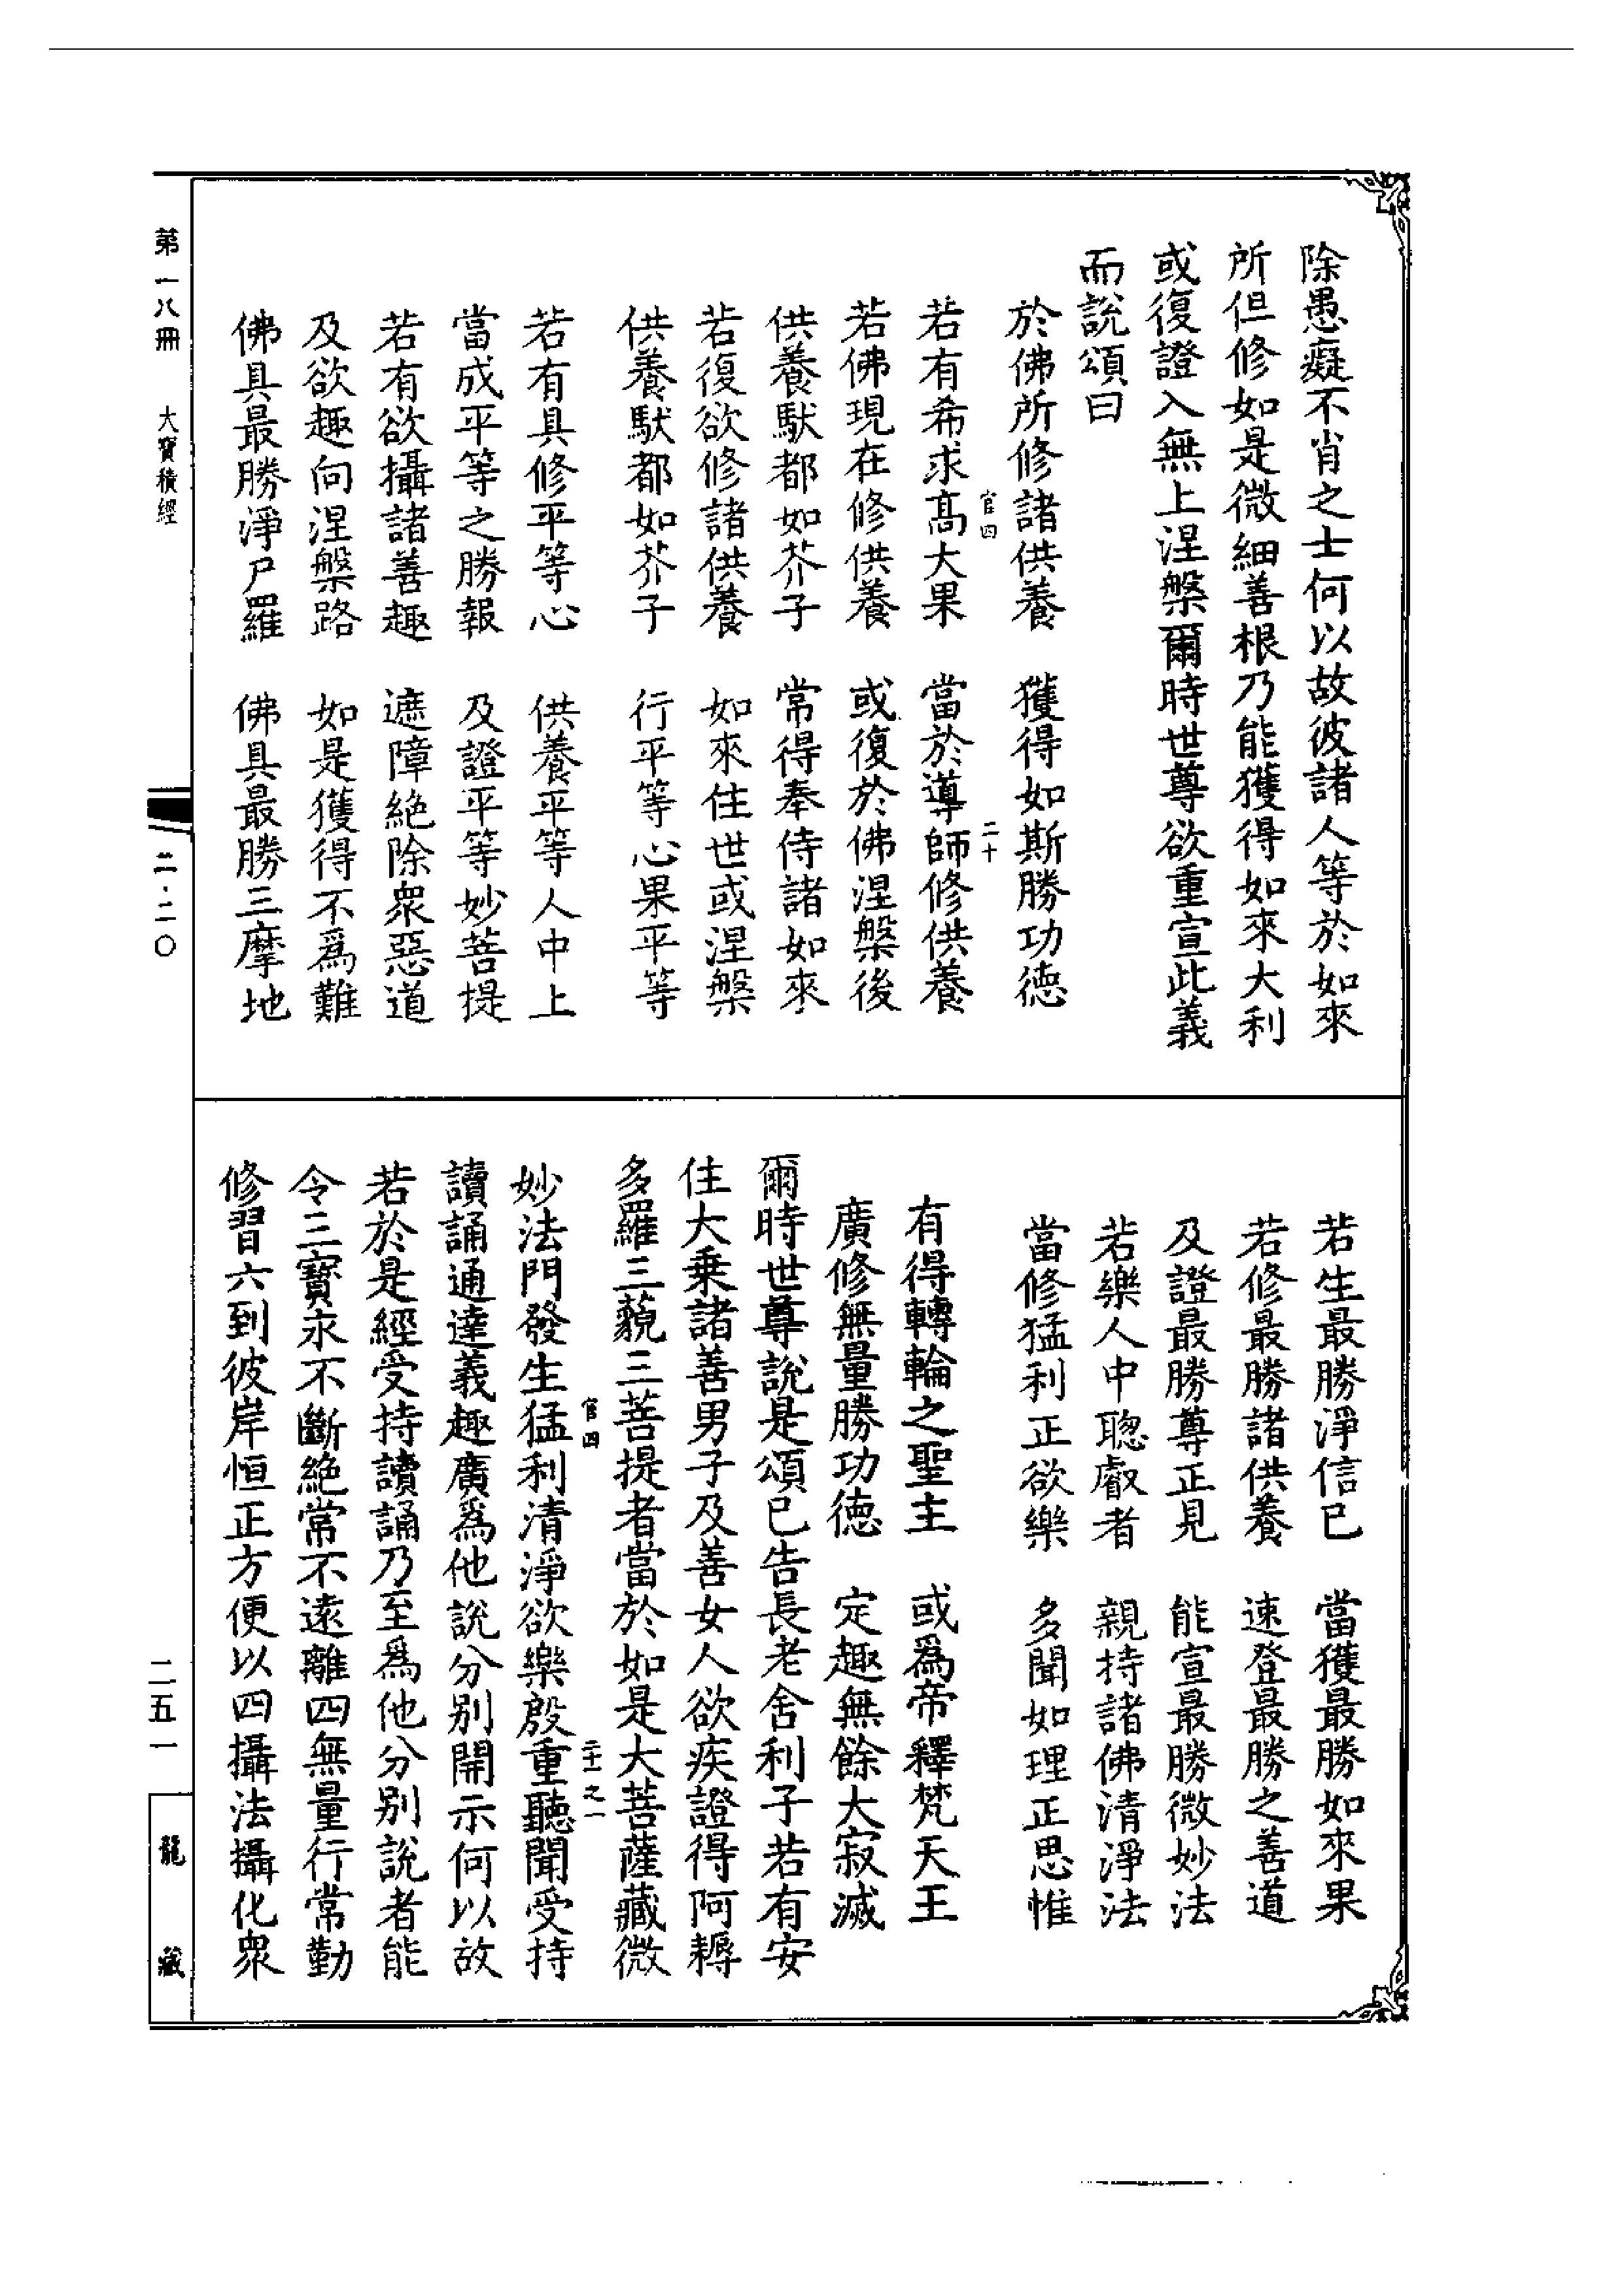 除愚癡不肖之士何以故彼諸人等於如來
所但修如是微細善根乃能獲得如來大利
或復證入無上涅槃爾時世尊欲重宣此義
而說頌曰
於佛所修諸供養　獲得如斯勝功德
官四　二十
若有希求高大果　當於導師修供養
若佛現在修供養　或復於佛涅槃後
供養馱都如芥子　常得奉侍諸如來
若復欲修諸供養　如來住世或涅槃
供養馱都如芥子　行平等心果平等
若有具修平等心　供養平等人中上
當成平等之勝報　及證平等妙菩提
若有欲攝諸善趣　遮障絕除眾惡道
及欲趣向涅槃路　如是獲得不為難
佛具最勝淨尸羅　佛具最勝三摩地
若生最勝淨信已　當獲最勝如來果
若修最勝諸供養　速登最勝之善道
及證最勝尊正見　能宣最勝微妙法
若樂人中聰叡者　親持諸佛清淨法
當修猛利正欲樂　多聞如理正思惟
有得轉輪之聖主　或爲帝釋梵天王
廣修無量勝功德　定趣無餘大寂滅
爾時世尊說是頌已告長老舍利子若有安
住大乘諸善男子及善女人欲疾證得阿耨
多羅三藐三菩提者當於如是大菩薩藏微
官四　二十之一
妙法門發生猛利清淨欲樂殷重聽聞受持
讀誦通達義趣廣爲他說分別開示何以故
若於是經受持讀誦乃至爲他分別說者能
令三寶永不斷絕常不遠離四無量行常勤
修習六到彼岸恒正方便以四攝法攝化眾
第一八冊　大寶積經
二·二〇
二五一
龍藏